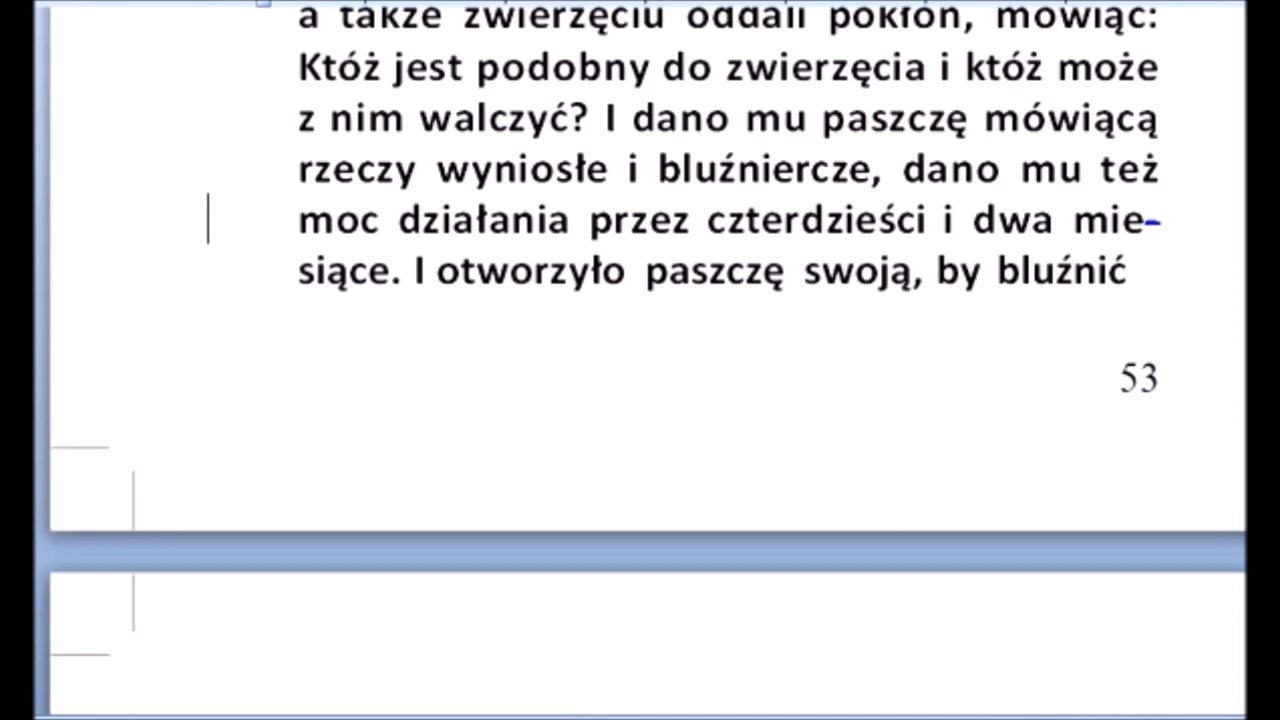 a także zwierzęciu oddali pokłon, mówiąc:
Któż jest podobny do zwierzęcia i któż może
z nim walczyć? I dano mu paszczę mówiącą
rzeczy wyniosłe i bluźniercze, dano mu też
moc działania przez czterdzieści i dwa mie-
siące. I otworzyło paszczę swoją, by bluźnić
53